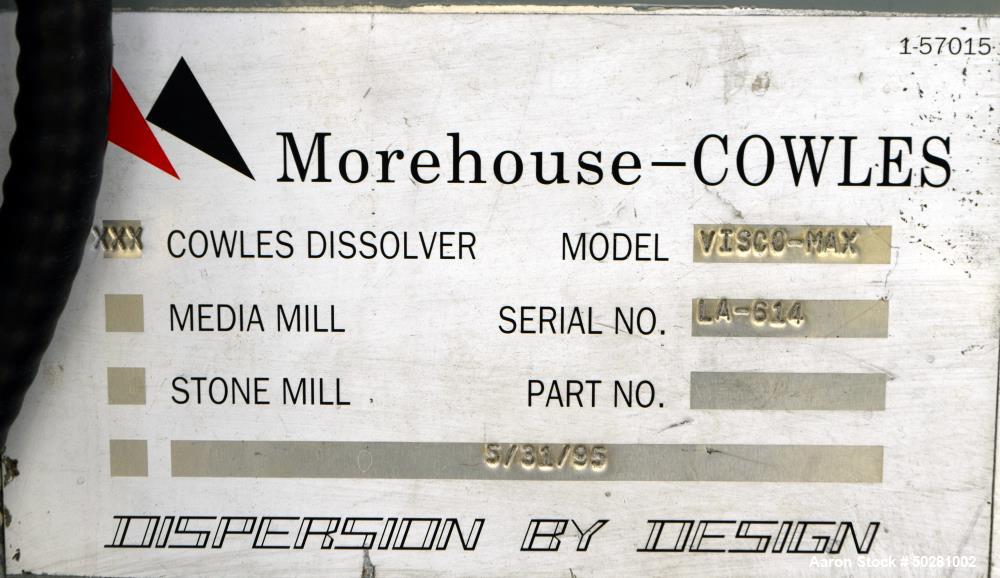 1-57015
Morehouse-COWLES
XXX COWLES DISSOLVER MODEL VISCO-MAX
MEDIA MILL SERIAL NO. LA-614
STONE MILL PART NO.
5/31/95
DISPERSION BY DESIGN
Aaron Stock # 50281002